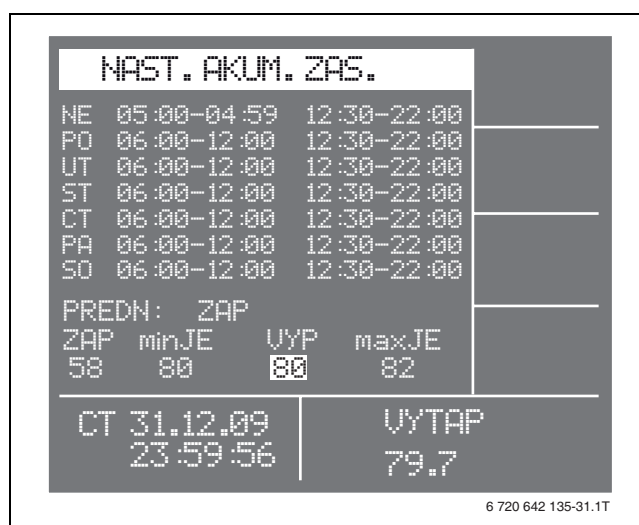 NAST. AKUM. ZAS.
NE 05:00-04:59 12:30-22:00
PO 06:00-12:00 12:30-22:00
UT 06:00-12:00 12:30-22:00
ST 06:00-12:00 12:30-22:00
CT 06:00-12:00 12:30-22:00
PA 06:00-12:00 12:30-22:00
SO 06:00-12:00 12:30-22:00
PREDN: ZAP
ZAP minJE VYP maxJE
58 80 80 82
CT 31.12.09 VYTAP
23:59:56 79.7
6 720 642 135-31.1T